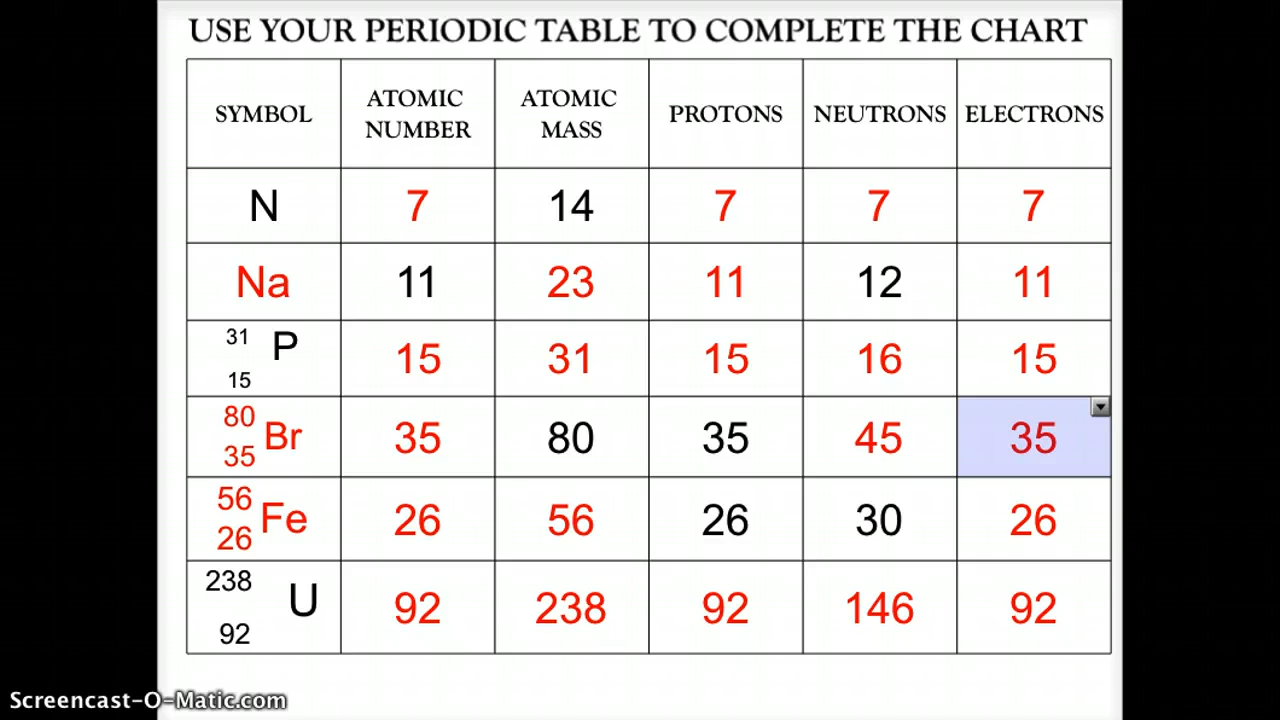 USE YOUR PERIODIC TABLE TO COMPLETE THE CHART
SYMBOL ATOMIC NUMBER ATOMIC MASS PROTONS NEUTRONS ELECTRONS
N 7 14 7 7 7
Na 11 23 11 12 11
31 15 P 15 31 15 16 15
80 35 Br 35 80 35 45 35
56 26 Fe 26 56 26 30 26
238 92 U 92 238 92 146 92
Screencast-O-Matic.com